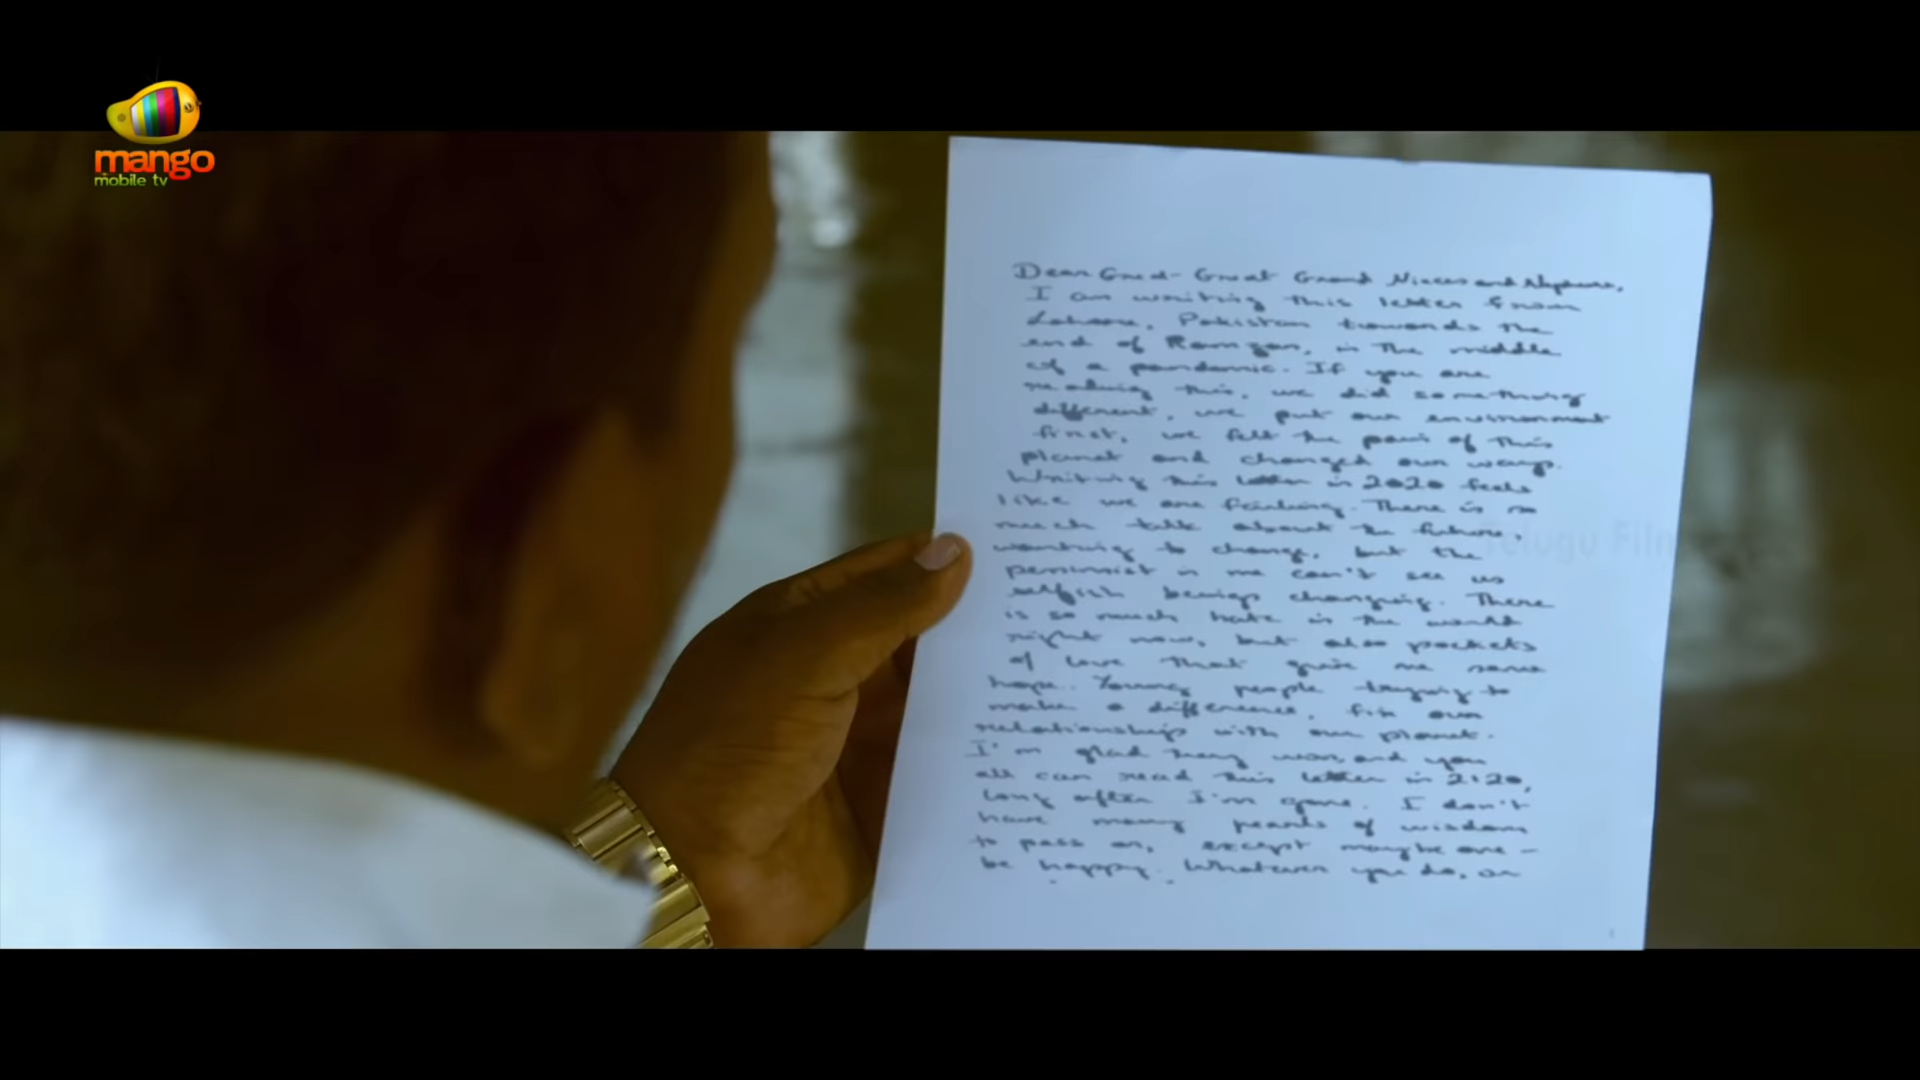 mango
mobile tv
Dear Great-Great Grand Nieces and Nephews,
I am writing this letter from
Lahore, Pakistan towards the
end of Ramzan, in the middle
of a pandemic. If you are
reading this, we did something
different, we put our environment
first, we felt the pain of this
planet and changed our ways.
Writing this letter in 2020 feels
like we are failing. There is so
much talk about the future,
wanting to change, but the
pessimist in me can't see us
selfish beings changing. There
is so much hate in the world
right now, but also pockets
of love that give me some
hope. Young people trying to
make a difference, fix our
relationship with our planet.
I'm glad they won, and you
all can read this letter in 2120,
long after I'm gone. I don't
have many pearls of wisdom
to pass on, except maybe one -
be happy. Whatever you do, or
Telugu Film